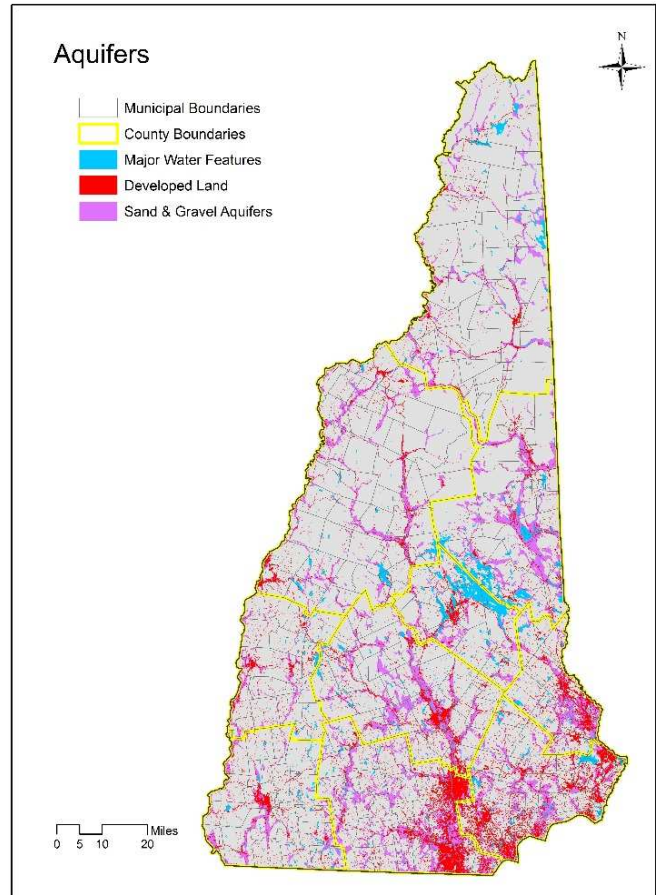 Aquifers
N
Municipal Boundaries
County Boundaries
Major Water Features
Developed Land
Sand & Gravel Aquifers
Miles
0 5 10 20